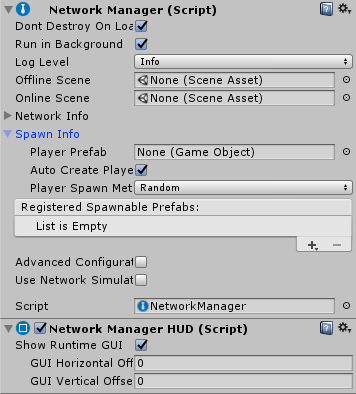 Network Manager (Script)
Dont Destroy On Loa
Run in Background
Log Level Info
Offline Scene None (Scene Asset)
Online Scene None (Scene Asset)
Network Info
Spawn Info
Player Prefab None (Game Object)
Auto Create Playe
Player Spawn Met Random
Registered Spawnable Prefabs:
List is Empty
Advanced Configurat
Use Network Simulat
Script NetworkManager
Network Manager HUD (Script)
Show Runtime GUI
GUI Horizontal Off 0
GUI Vertical Offse 0